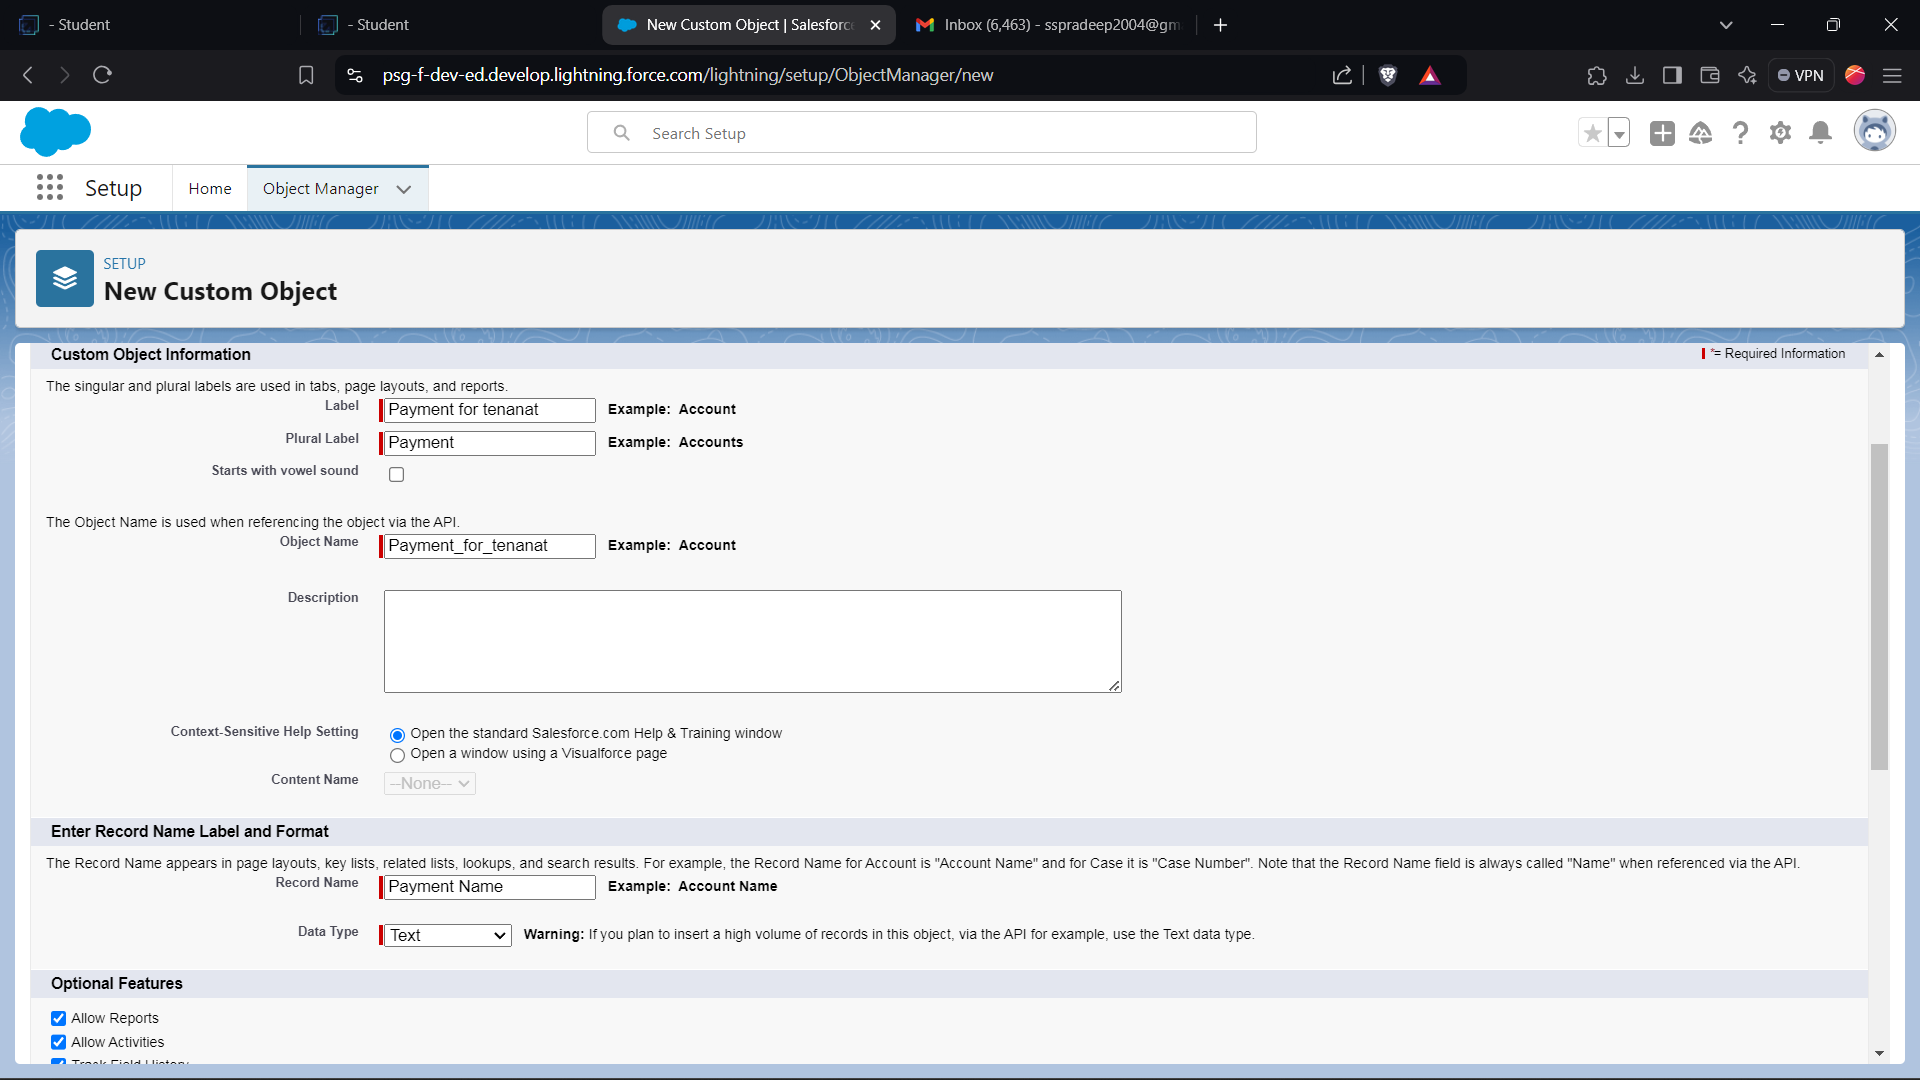 - Student
- Student
New Custom Object | Salesforc
Inbox (6,463) - sspradeep2004@gm
psg-f-dev-ed.develop.lightning.force.com/lightning/setup/ObjectManager/new
VPN
Search Setup
Setup
Home
Object Manager
SETUP
New Custom Object
Custom Object Information
*= Required Information
The singular and plural labels are used in tabs, page layouts, and reports.
Label
Payment for tenanat
Example: Account
Plural Label
Payment
Example: Accounts
Starts with vowel sound
The Object Name is used when referencing the object via the API.
Object Name
Payment_for_tenanat
Example: Account
Description
Context-Sensitive Help Setting
Open the standard Salesforce.com Help & Training window
Open a window using a Visualforce page
Content Name
--None--
Enter Record Name Label and Format
The Record Name appears in page layouts, key lists, related lists, lookups, and search results. For example, the Record Name for Account is "Account Name" and for Case it is "Case Number". Note that the Record Name field is always called "Name" when referenced via the API.
Record Name
Payment Name
Example: Account Name
Data Type
Text
Warning: If you plan to insert a high volume of records in this object, via the API for example, use the Text data type.
Optional Features
Allow Reports
Allow Activities
Track Field History